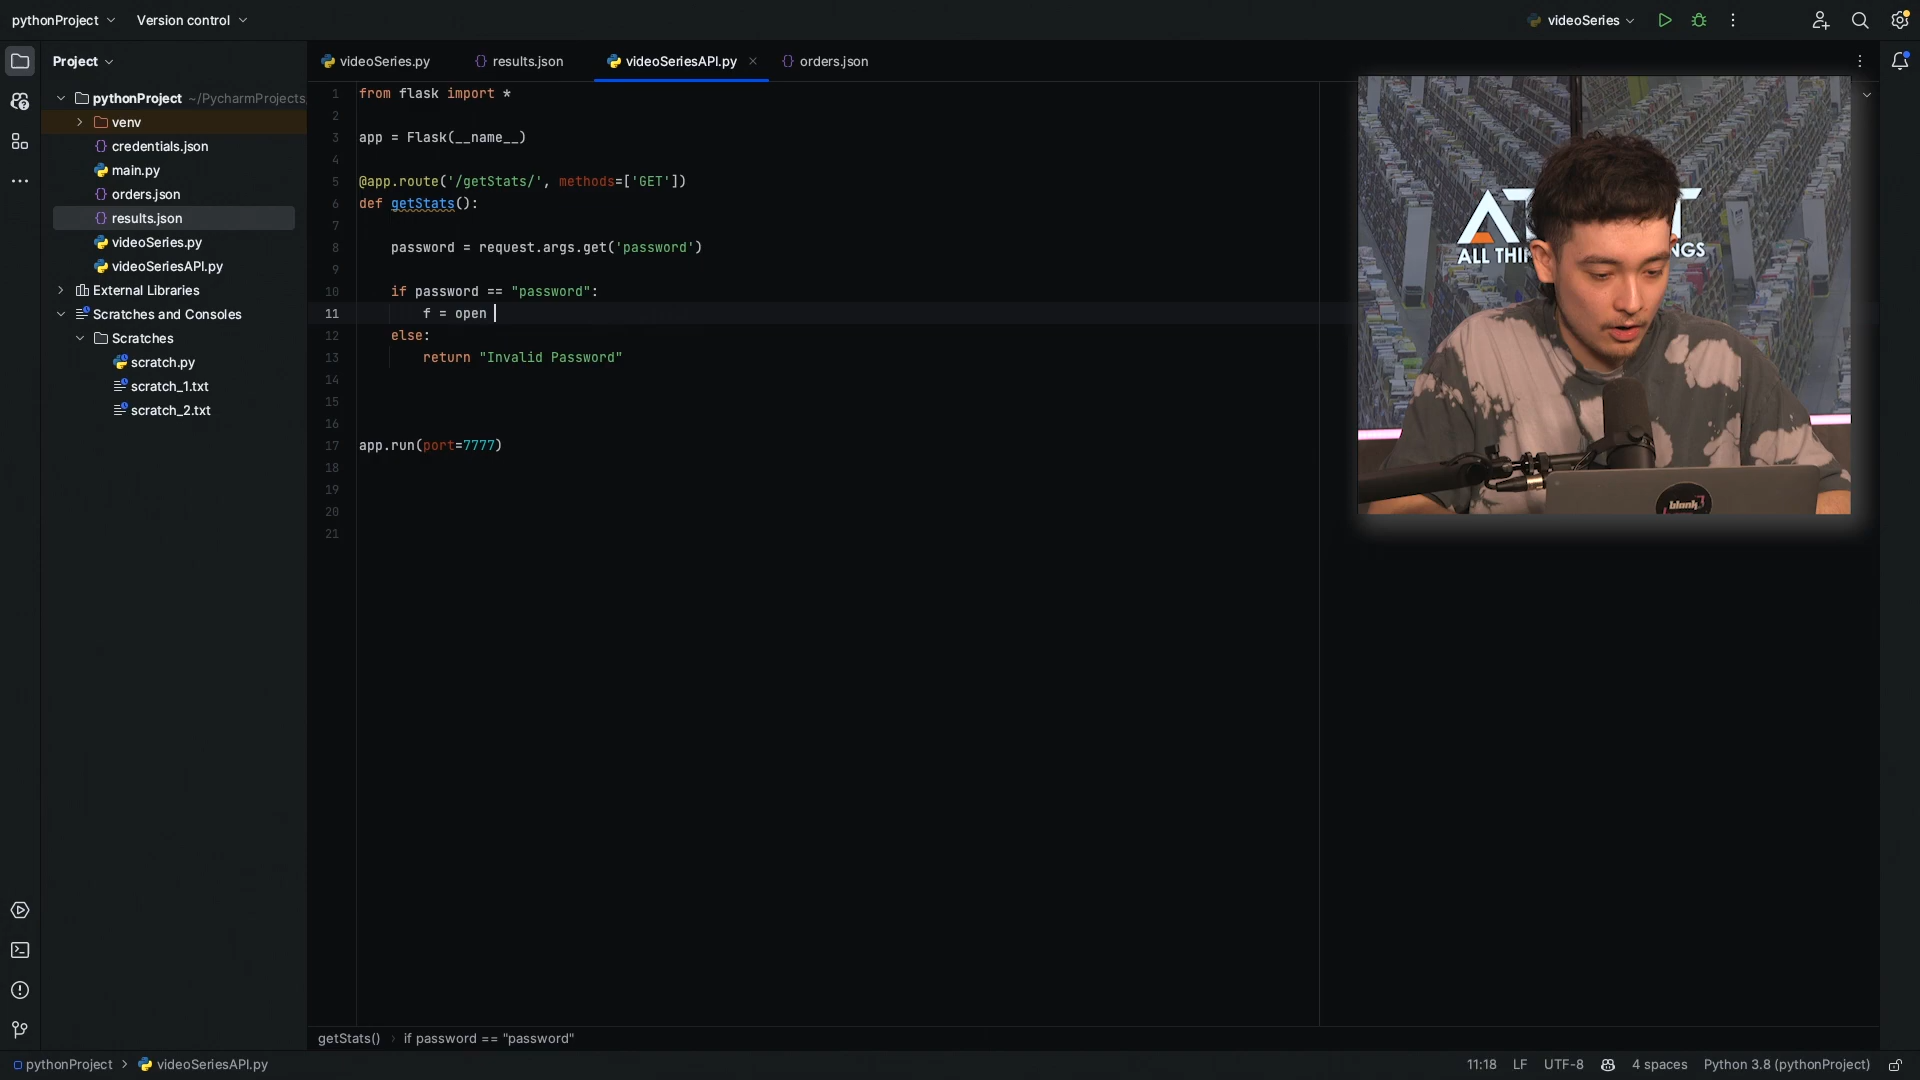 pythonProject
Version control
videoSeries
Project
videoSeries.py
results.json
videoSeriesAPI.py
orders.json
pythonProject ~/PycharmProjects
venv
credentials.json
main.py
orders.json
results.json
videoSeries.py
videoSeriesAPI.py
External Libraries
Scratches and Consoles
Scratches
scratch.py
scratch_1.txt
scratch_2.txt
1 from flask import *
2
3 app = Flask(__name__)
4
5 @app.route('/getStats/', methods=['GET'])
6 def getStats():
7
8 password = request.args.get('password')
9
10 if password == "password":
11 f = open
12 else:
13 return "Invalid Password"
14
15
16
17 app.run(port=7777)
18
19
20
21
ALL THIN
GS
blank
getStats() > if password == "password"
pythonProject > videoSeriesAPI.py
11:18 LF UTF-8 4 spaces Python 3.8 (pythonProject)